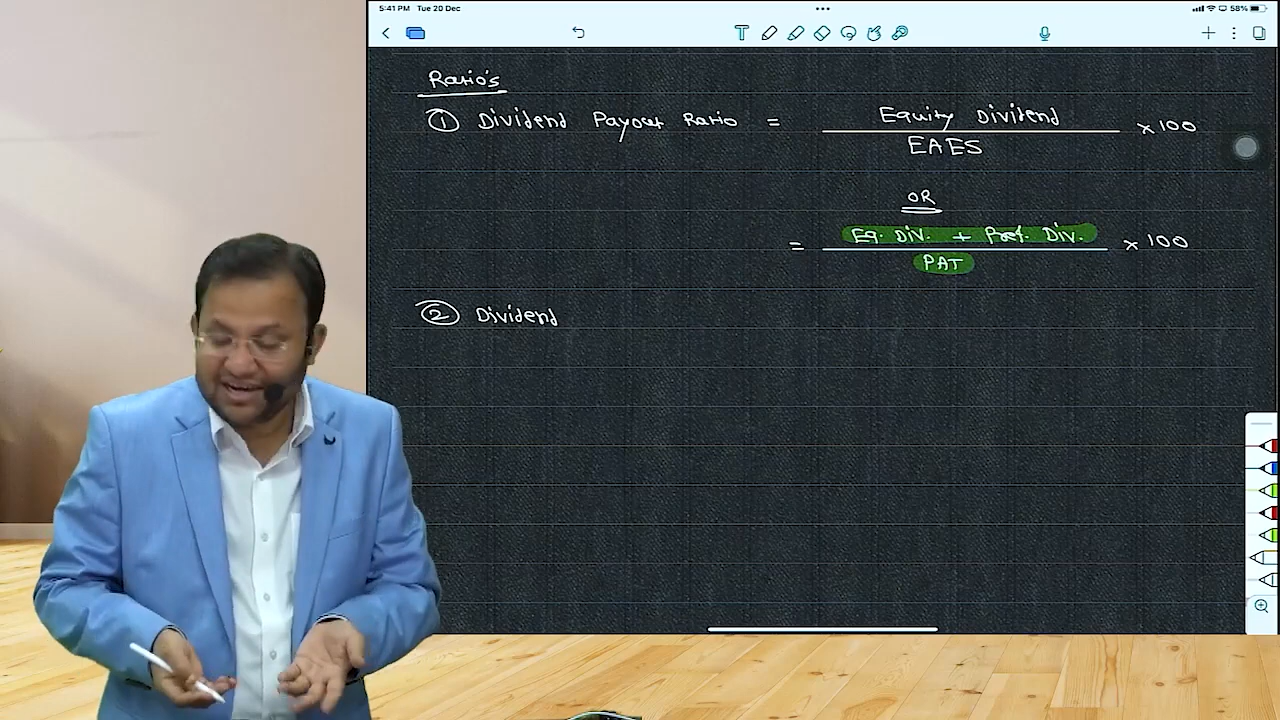 5:41 PM Tue 20 Dec
58%
Ratio's
① Dividend Payout Ratio = Equity Dividend × 100
EAES
OR
= Eq. Div. + Pref. Div. × 100
PAT
② Dividend